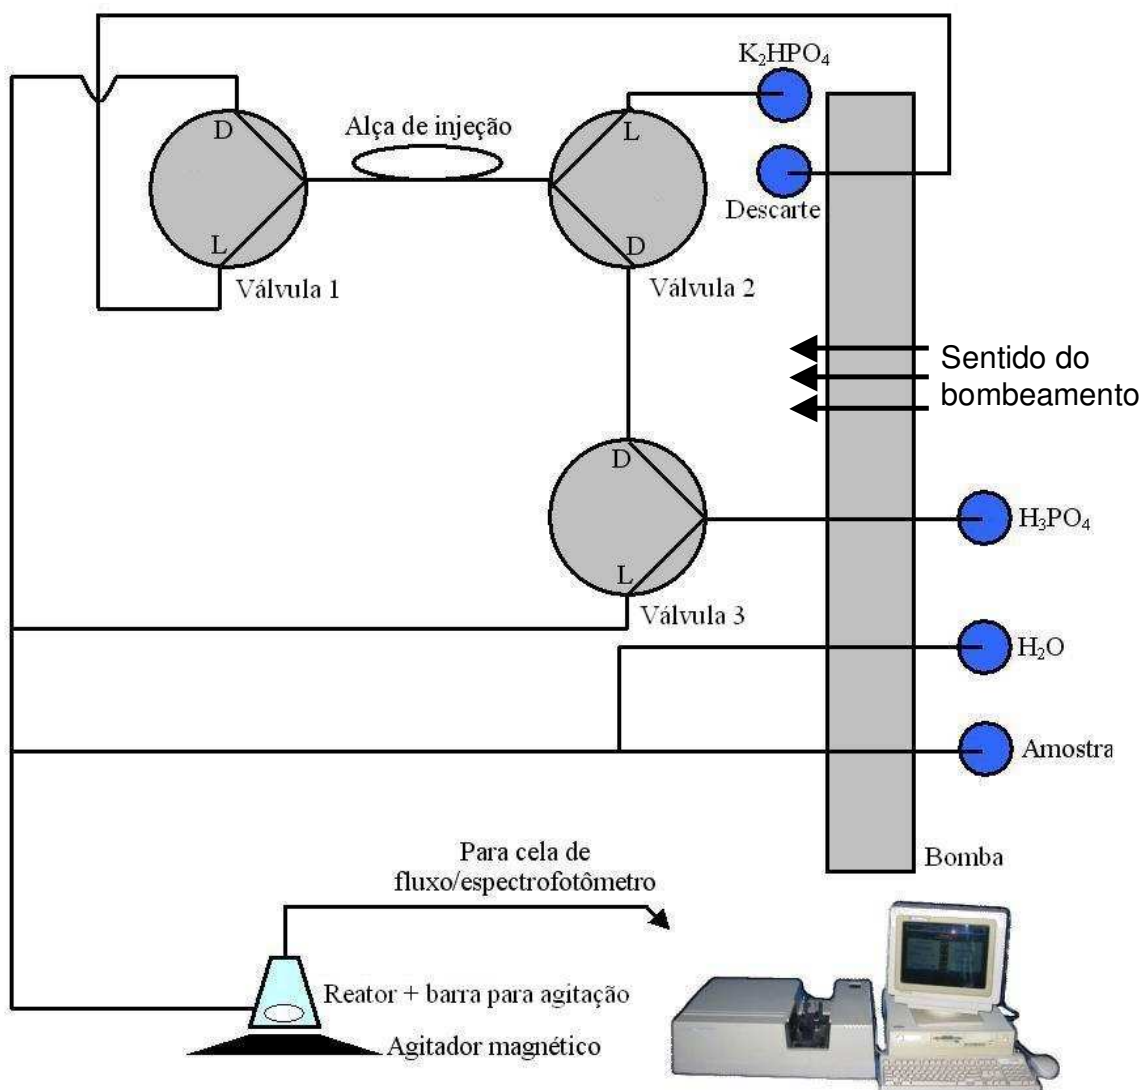 K₂HPO₄
D
Alça de injeção
L
Descarte
L
D
Válvula 1
Válvula 2
Sentido do
bombeamento
D
H₃PO₄
L
Válvula 3
H₂O
Amostra
Bomba
Para cela de
fluxo/espectrofotômetro
Reator + barra para agitação
Agitador magnético